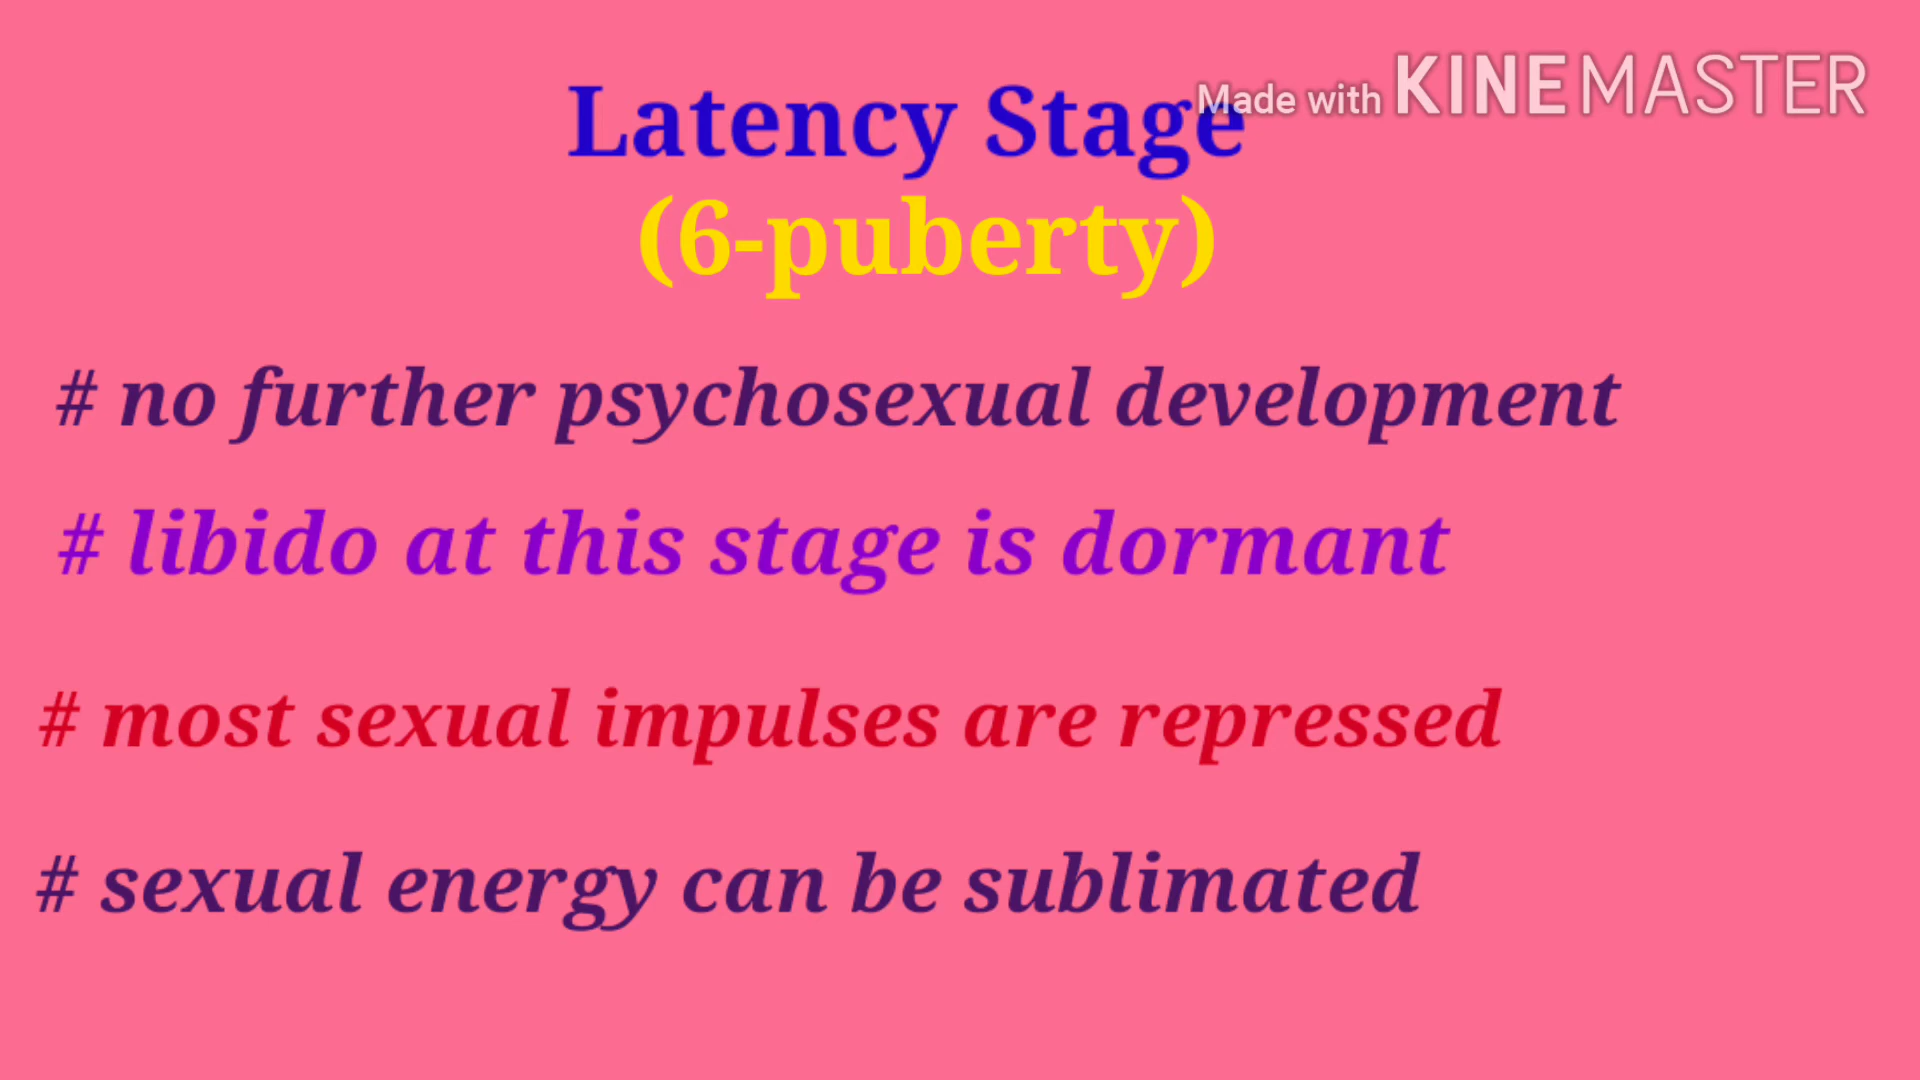 Made with KINEMASTER
Latency Stage
(6-puberty)
# no further psychosexual development
# libido at this stage is dormant
# most sexual impulses are repressed
# sexual energy can be sublimated